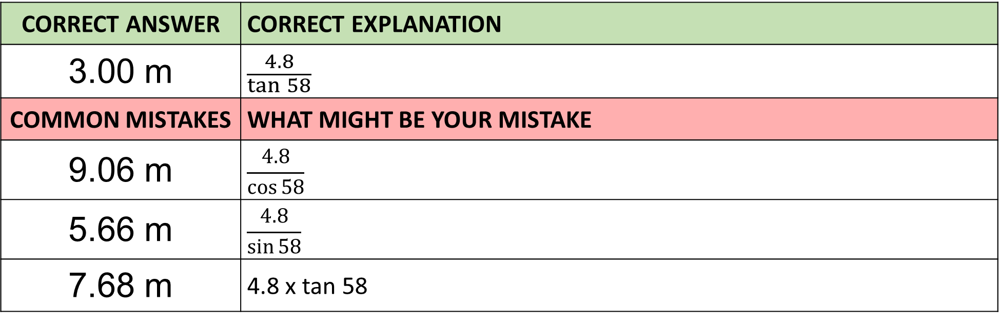 CORRECT ANSWER CORRECT EXPLANATION
3.00 m
4.8
tan 58
COMMON MISTAKES WHAT MIGHT BE YOUR MISTAKE
9.06 m
4.8
cos 58
5.66 m
4.8
sin 58
7.68 m 4.8 x tan 58